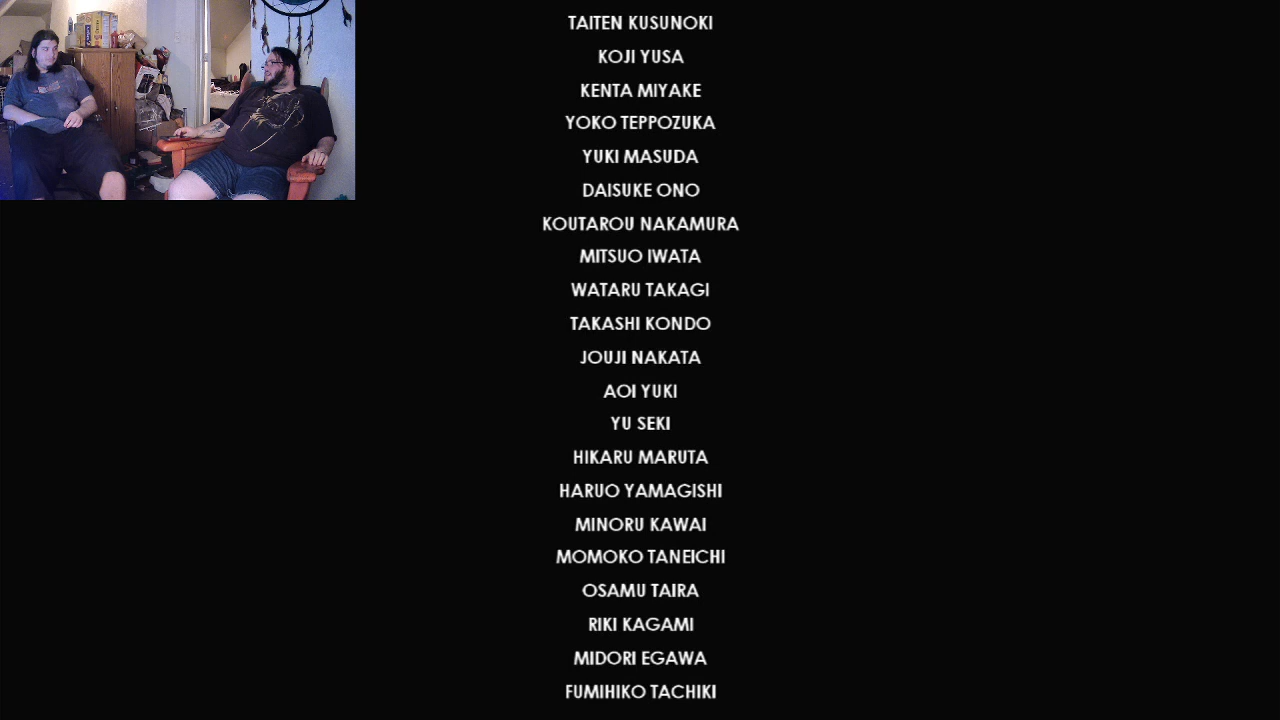 TAITEN KUSUNOKI
KOJI YUSA
KENTA MIYAKE
YOKO TEPPOZUKA
YUKI MASUDA
DAISUKE ONO
KOUTAROU NAKAMURA
MITSUO IWATA
WATARU TAKAGI
TAKASHI KONDO
JOUJI NAKATA
AOI YUKI
YU SEKI
HIKARU MARUTA
HARUO YAMAGISHI
MINORU KAWAI
MOMOKO TANEICHI
OSAMU TAIRA
RIKI KAGAMI
MIDORI EGAWA
FUMIHIKO TACHIKI